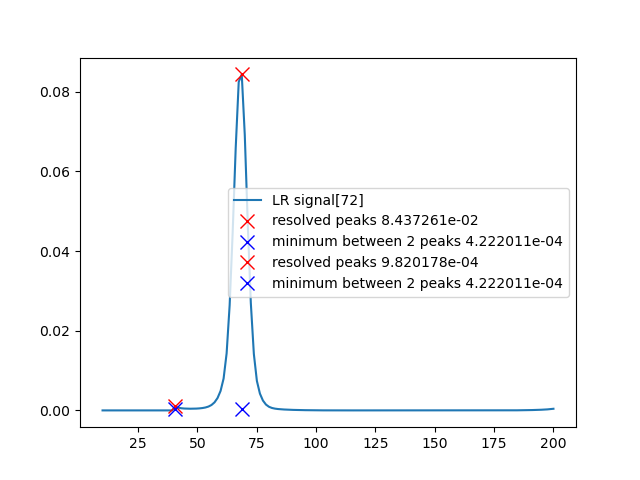 0.08
0.06
0.04
0.02
0.00
LR signal[72]
resolved peaks 8.437261e-02
minimum between 2 peaks 4.222011e-04
resolved peaks 9.820178e-04
minimum between 2 peaks 4.222011e-04
25 50 75 100 125 150 175 200